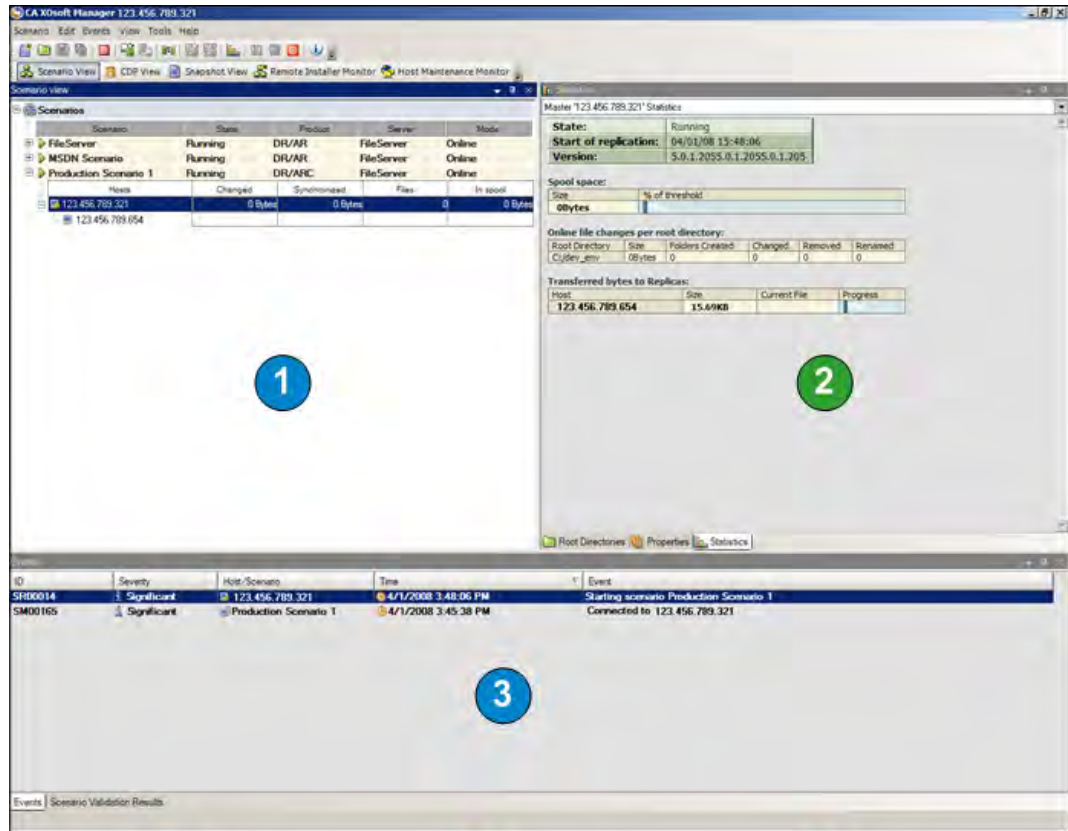 CA XOsoft Manager 123.456.789.321
Scenario Edit Events View Tools Help
Scenario View CDP View Snapshot View Remote Installer Monitor Host Maintenance Monitor
Scenario View
Scenarios
Scenario State Product Server Mode
FileServer Running DR/AR FileServer Online
MSDN Scenario Running DR/AR FileServer Online
Production Scenario 1 Running DR/ARC FileServer Online
Hosts Changed Synchronized Files In spool
123.456.789.321 0 Bytes 0 Bytes 0 0 Bytes
123.456.789.654
1
Statistics
Master '123.456.789.321' Statistics
State: Running
Start of replication: 04/01/08 15:48:06
Version: 5.0.1.2055.0.1.2055.0.1.205
Spool space:
Size % of threshold
0Bytes
Online file changes per root directory:
Root Directory Size Folders Created Changed Removed Renamed
C:/dev_env 0Bytes 0 0 0 0
Transferred bytes to Replicas:
Host Size Current File Progress
123.456.789.654 15.69KB
2
Root Directories Properties Statistics
Events
ID Severity Host/Scenario Time Event
SR00014 Significant 123.456.789.321 4/1/2008 3:48:06 PM Starting scenario Production Scenario 1
SM00165 Significant Production Scenario 1 4/1/2008 3:45:38 PM Connected to 123.456.789.321
3
Events Scenario Validation Results